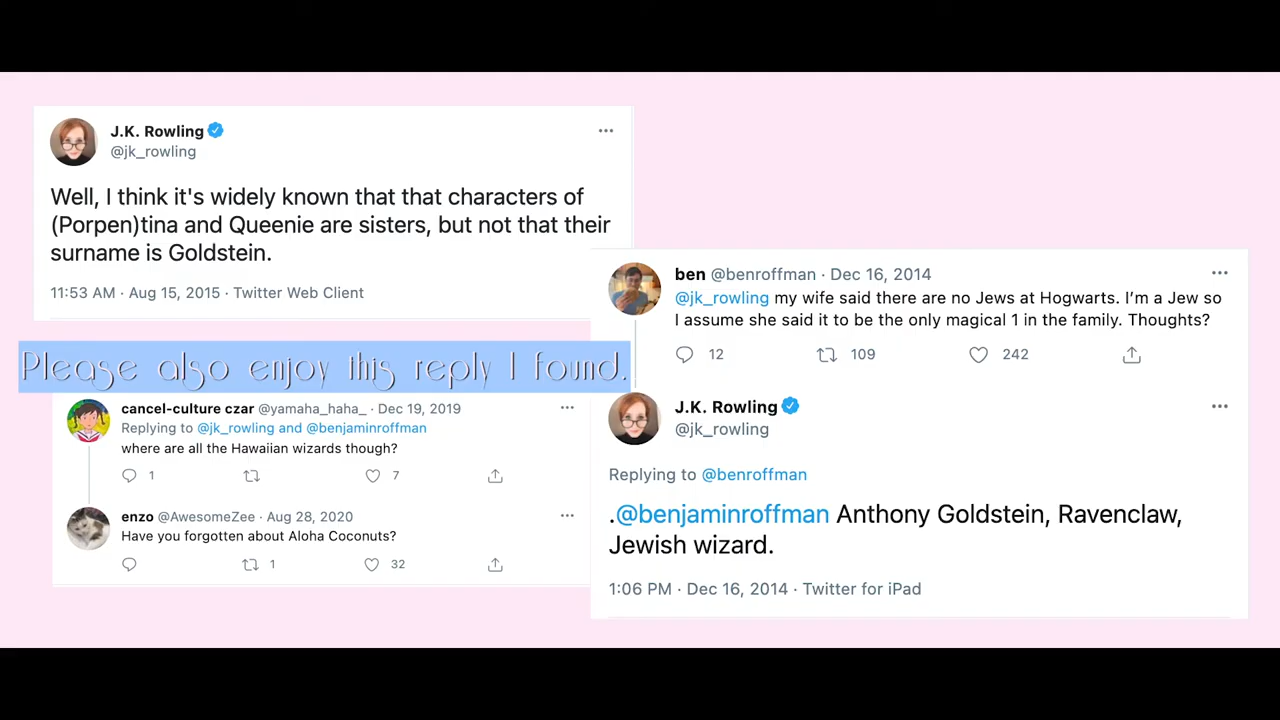 J.K. Rowling
@jk_rowling
Well, I think it's widely known that that characters of
(Porpen)tina and Queenie are sisters, but not that their
surname is Goldstein.
11:53 AM · Aug 15, 2015 · Twitter Web Client
Please also enjoy this reply I found.
cancel-culture czar @yamaha_haha_ · Dec 19, 2019
Replying to @jk_rowling and @benjaminroffman
where are all the Hawaiian wizards though?
1 7
enzo @AwesomeZee · Aug 28, 2020
Have you forgotten about Aloha Coconuts?
1 32
ben @benroffman · Dec 16, 2014
@jk_rowling my wife said there are no Jews at Hogwarts. I'm a Jew so
I assume she said it to be the only magical 1 in the family. Thoughts?
12 109 242
J.K. Rowling
@jk_rowling
Replying to @benroffman
.@benjaminroffman Anthony Goldstein, Ravenclaw,
Jewish wizard.
1:06 PM · Dec 16, 2014 · Twitter for iPad